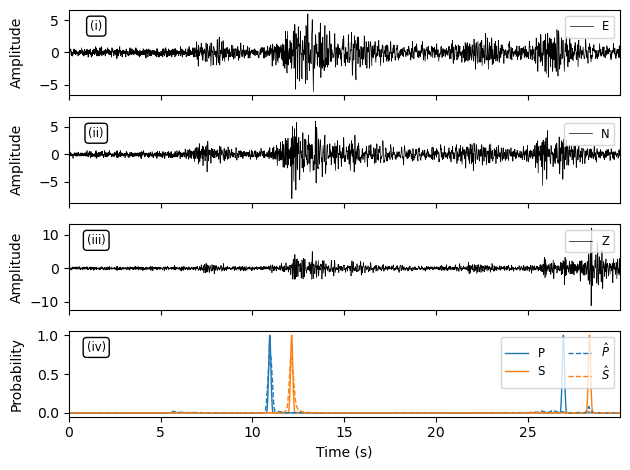 (i)
E
Amplitude
5
0
−5
(ii)
N
Amplitude
5
0
−5
(iii)
Z
Amplitude
10
0
−10
(iv)
P
S
P̂
Ŝ
Probability
1.0
0.5
0.0
0 5 10 15 20 25
Time (s)